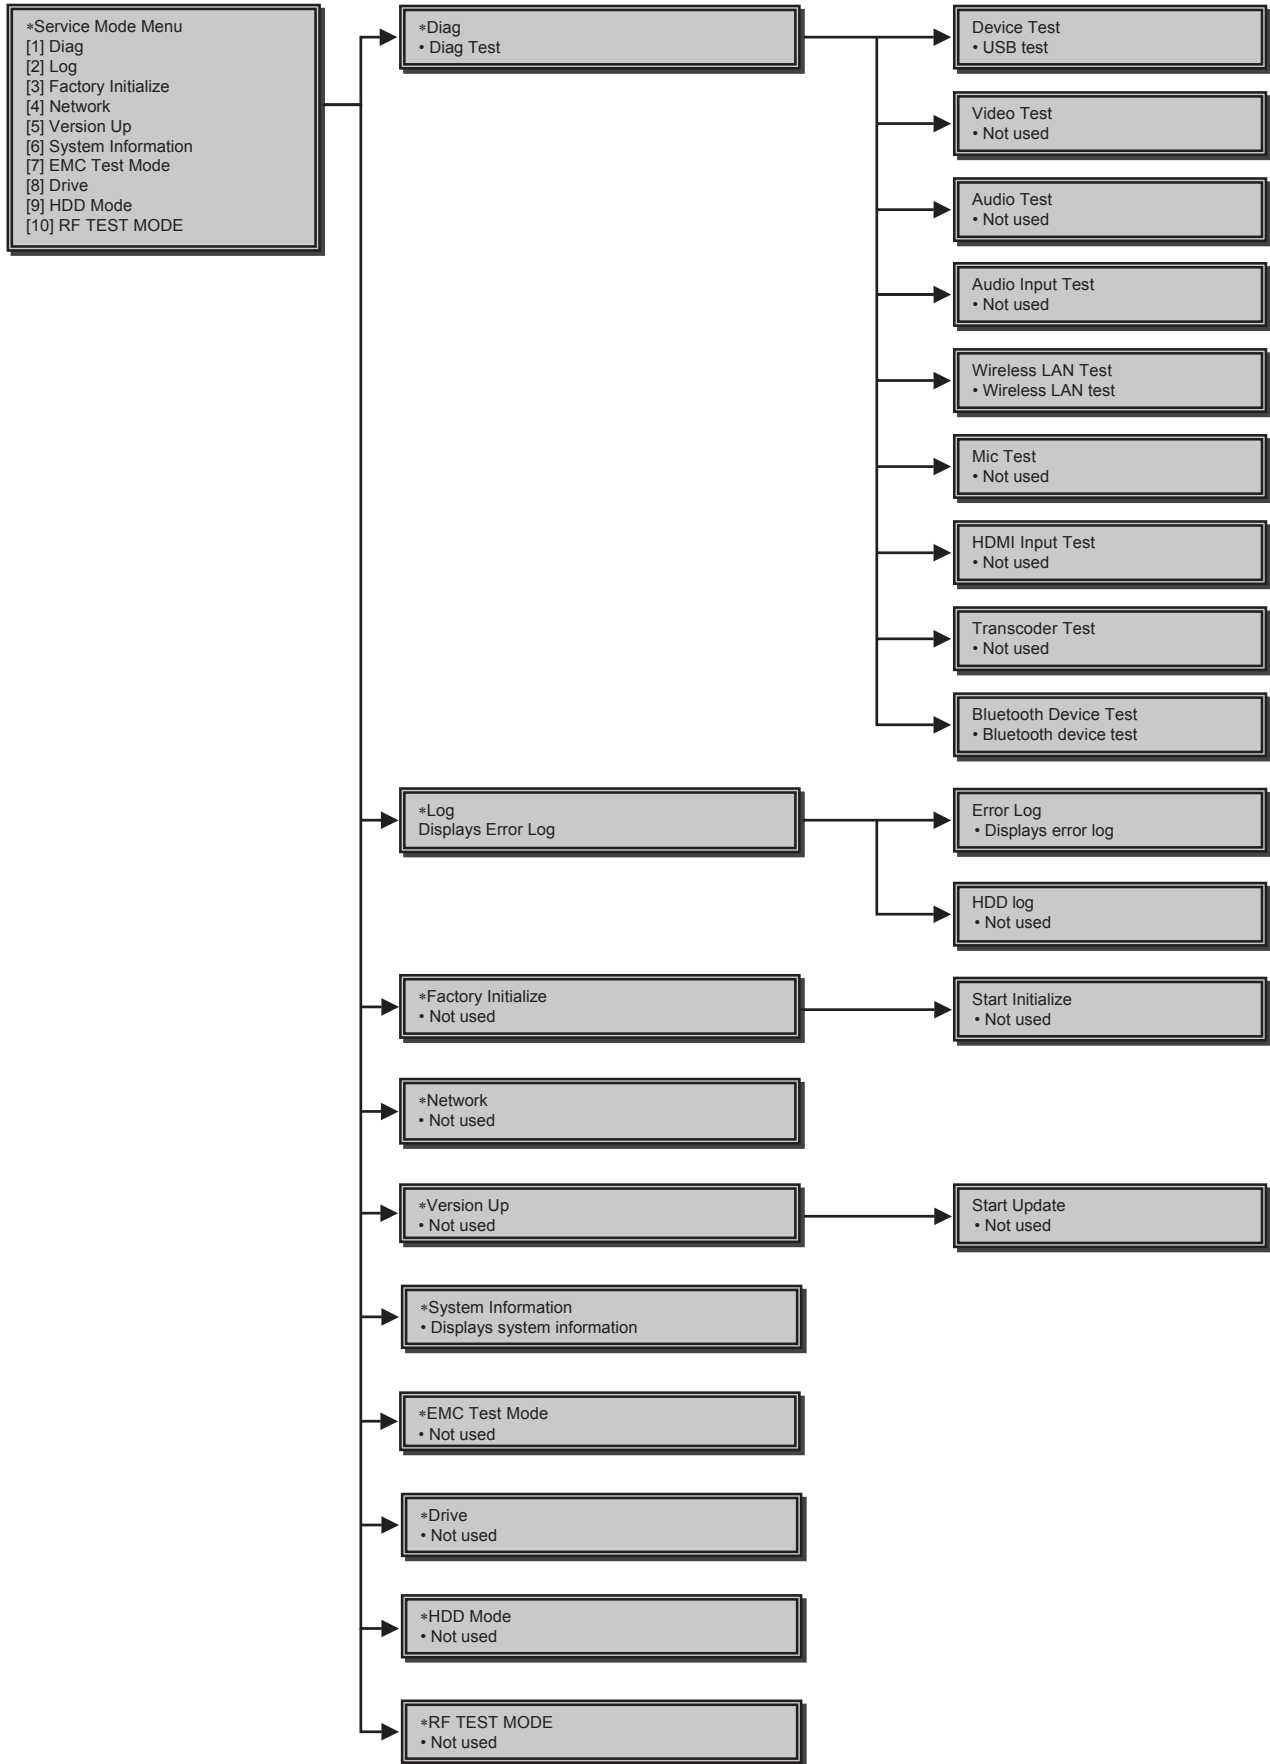 ∗Service Mode Menu
[1] Diag
[2] Log
[3] Factory Initialize
[4] Network
[5] Version Up
[6] System Information
[7] EMC Test Mode
[8] Drive
[9] HDD Mode
[10] RF TEST MODE
∗Diag
• Diag Test
Device Test
• USB test
Video Test
• Not used
Audio Test
• Not used
Audio Input Test
• Not used
Wireless LAN Test
• Wireless LAN test
Mic Test
• Not used
HDMI Input Test
• Not used
Transcoder Test
• Not used
Bluetooth Device Test
• Bluetooth device test
∗Log
Displays Error Log
Error Log
• Displays error log
HDD log
• Not used
∗Factory Initialize
• Not used
Start Initialize
• Not used
∗Network
• Not used
∗Version Up
• Not used
Start Update
• Not used
∗System Information
• Displays system information
∗EMC Test Mode
• Not used
∗Drive
• Not used
∗HDD Mode
• Not used
∗RF TEST MODE
• Not used